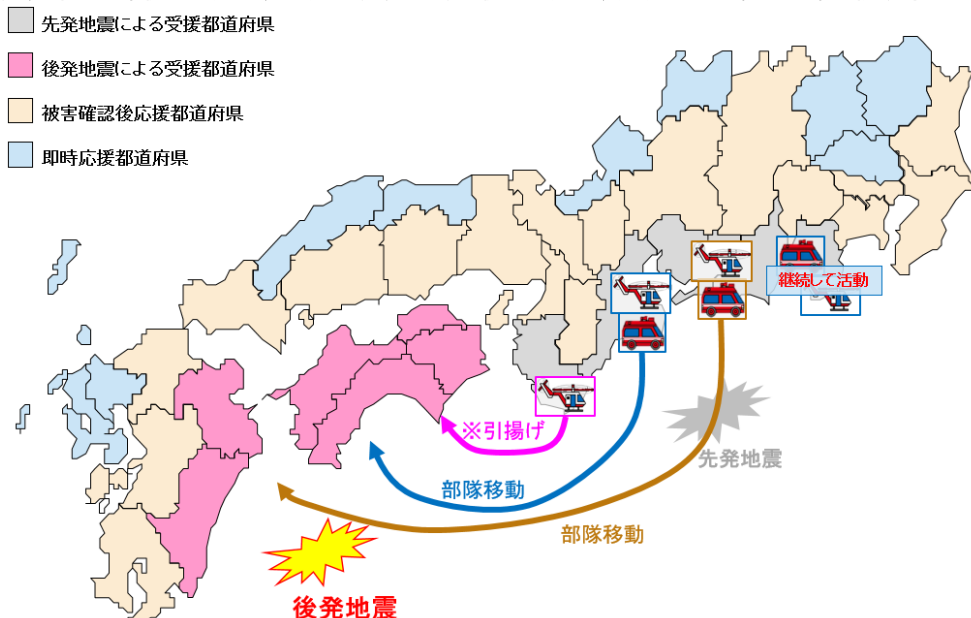 先発地震による受援都道府県
後発地震による受援都道府県
被害確認後応援都道府県
即時応援都道府県
継続して活動
※引揚げ
先発地震
部隊移動
部隊移動
後発地震